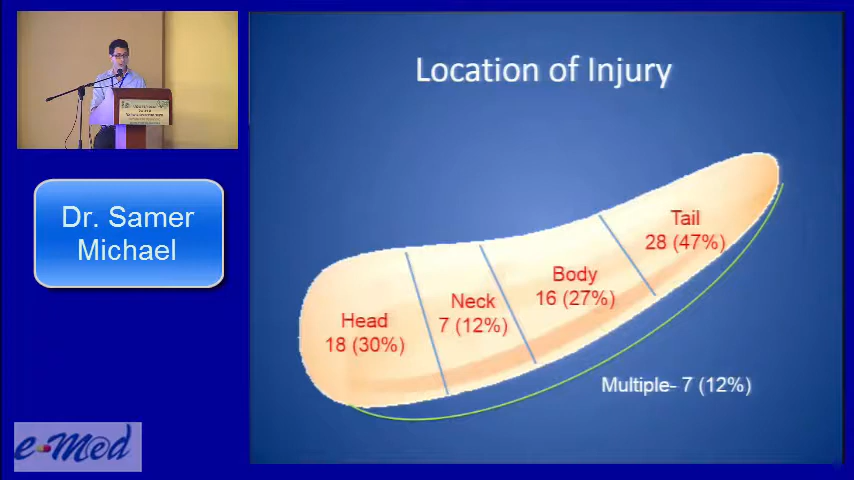 Location of Injury
Dr. Samer
Michael
Tail
28 (47%)
Body
16 (27%)
Neck
7 (12%)
Head
18 (30%)
Multiple- 7 (12%)
e-Med